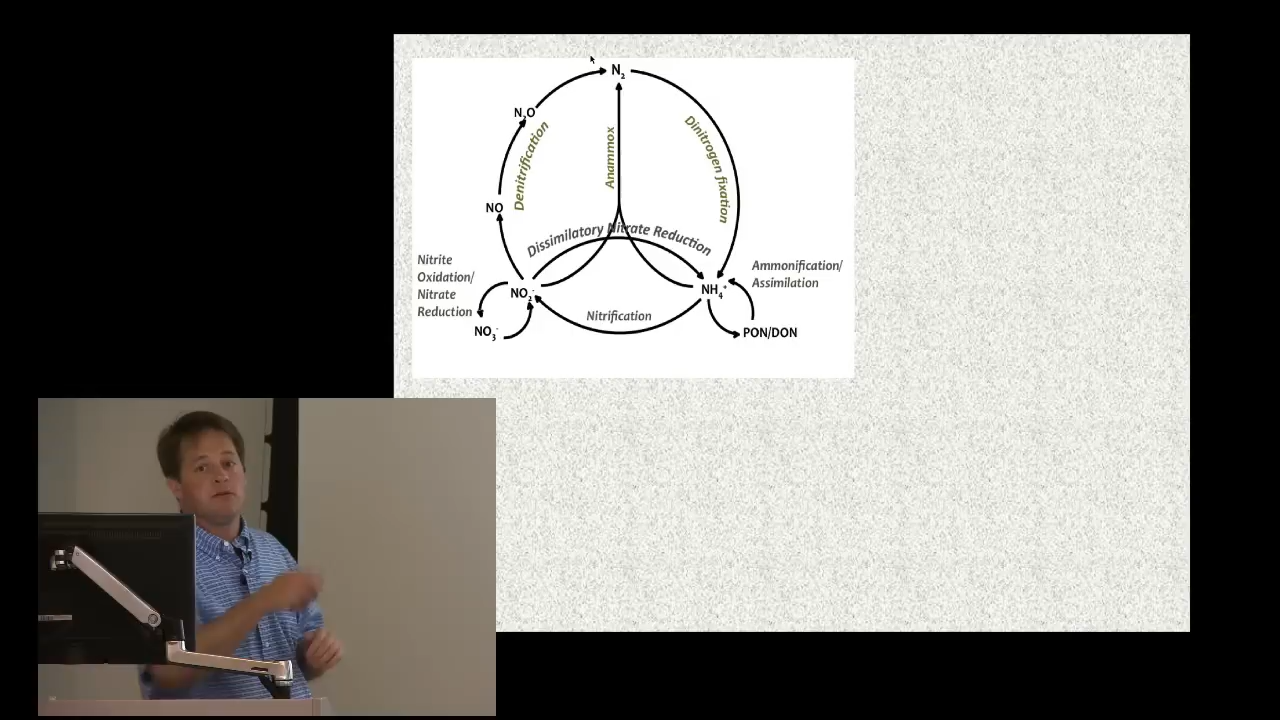 N₂
N₂O
Denitrification
Anammox
Dinitrogen fixation
NO
Dissimilatory Nitrate Reduction
Nitrite
Oxidation/
Nitrate
Reduction
Ammonification/
Assimilation
NO₂⁻
NH₄⁺
Nitrification
NO₃⁻
PON/DON